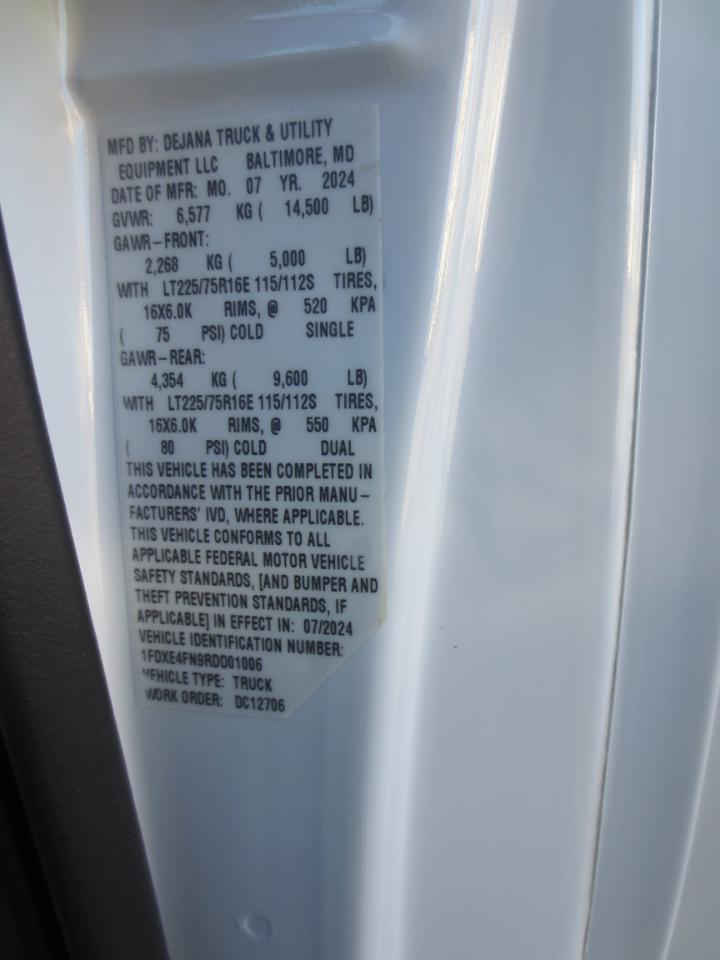 MFD BY: DEJANA TRUCK & UTILITY
EQUIPMENT LLC BALTIMORE, MD
DATE OF MFR: MO. 07 YR. 2024
GVWR: 6,577 KG ( 14,500 LB)
GAWR-FRONT:
2,268 KG ( 5,000 LB)
WITH LT225/75R16E 115/112S TIRES,
16X6.0K RIMS, @ 520 KPA
( 75 PSI) COLD SINGLE
GAWR-REAR:
4,354 KG ( 9,600 LB)
WITH LT225/75R16E 115/112S TIRES,
16X6.0K RIMS, @ 550 KPA
( 80 PSI) COLD DUAL
THIS VEHICLE HAS BEEN COMPLETED IN
ACCORDANCE WITH THE PRIOR MANU-
FACTURERS' IVD, WHERE APPLICABLE.
THIS VEHICLE CONFORMS TO ALL
APPLICABLE FEDERAL MOTOR VEHICLE
SAFETY STANDARDS, [AND BUMPER AND
THEFT PREVENTION STANDARDS, IF
APPLICABLE] IN EFFECT IN: 07/2024
VEHICLE IDENTIFICATION NUMBER:
1FDXE4FN9RDD01006
VEHICLE TYPE: TRUCK
WORK ORDER: DC12706